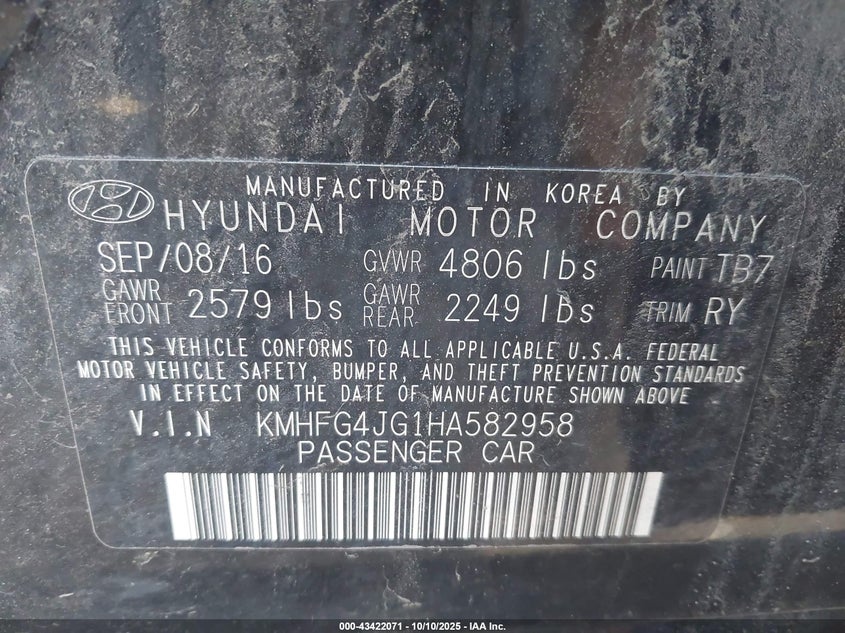 MANUFACTURED IN KOREA BY
HYUNDAI MOTOR COMPANY
SEP/08/16 GVWR 4806 lbs PAINT TB7
GAWR FRONT 2579 lbs GAWR REAR 2249 lbs TRIM RY
THIS VEHICLE CONFORMS TO ALL APPLICABLE U.S.A. FEDERAL
MOTOR VEHICLE SAFETY, BUMPER, AND THEFT PREVENTION STANDARDS
IN EFFECT ON THE DATE OF MANUFACTURE SHOWN ABOVE
V.I.N KMHFG4JG1HA582958
PASSENGER CAR
000-43422071 - 10/10/2025 - IAA Inc.